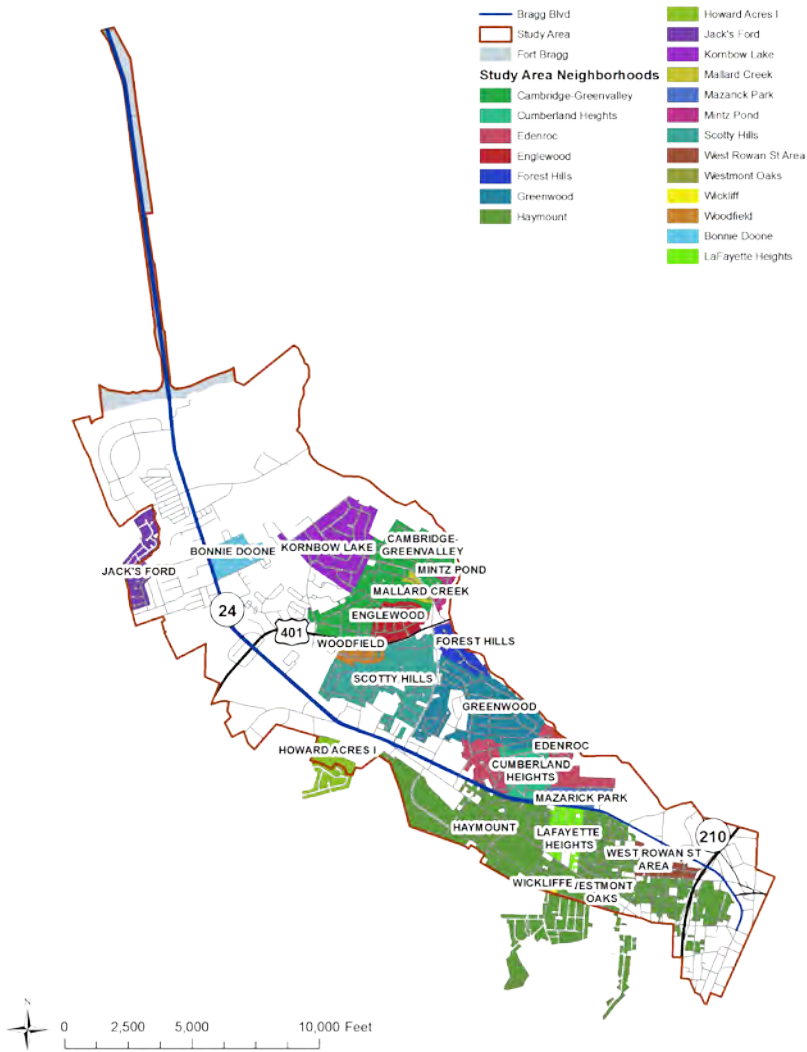 Bragg Blvd
Study Area
Fort Bragg
Study Area Neighborhoods
Cambridge-Greenvalley
Cumberland Heights
Edenroc
Englewood
Forest Hills
Greenwood
Haymount
Howard Acres I
Jack's Ford
Kornbow Lake
Mallard Creek
Mazarick Park
Mintz Pond
Scotty Hills
West Rowan St Area
Westmont Oaks
Wickliff
Woodfield
Bonnie Doone
LaFayette Heights
BONNIE DOONE
KORNBOW LAKE
CAMBRIDGE-
GREENVALLEY
JACK'S FORD
MINTZ POND
MALLARD CREEK
24
ENGLEWOOD
401
WOODFIELD
FOREST HILLS
SCOTTY HILLS
GREENWOOD
HOWARD ACRES I
EDENROC
CUMBERLAND
HEIGHTS
MAZARICK PARK
HAYMOUNT
LAFAYETTE
HEIGHTS
210
WEST ROWAN ST
AREA
WICKLIFFE
VESTMONT
OAKS
N
0 2,500 5,000 10,000 Feet